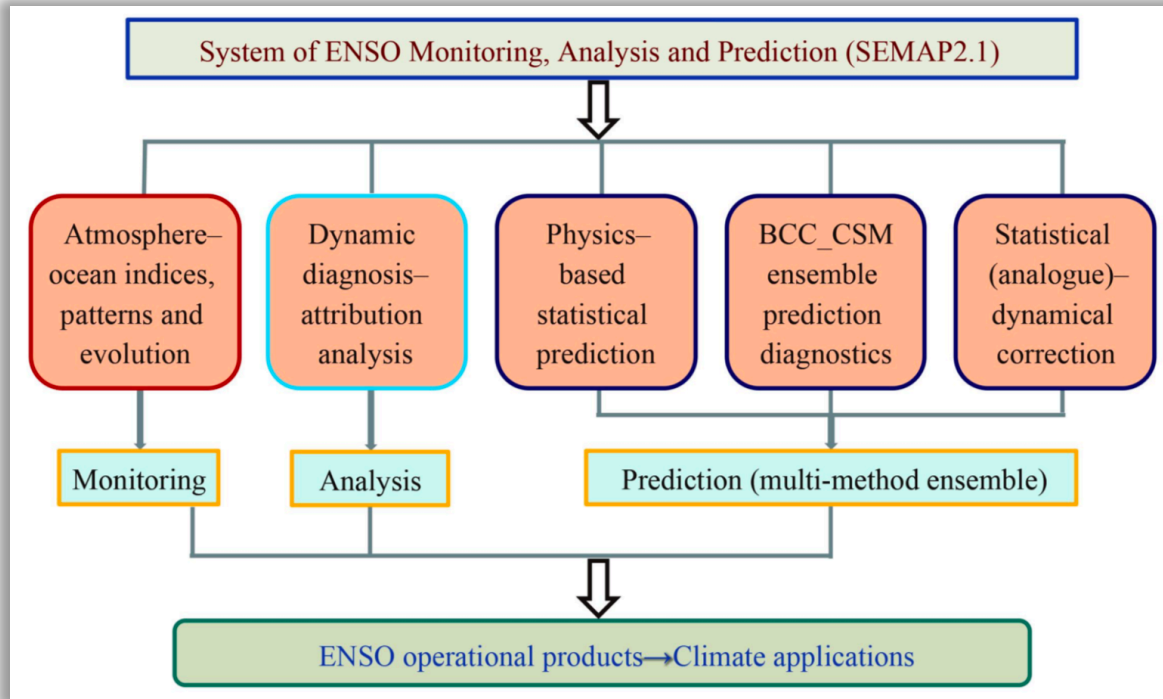 System of ENSO Monitoring, Analysis and Prediction (SEMAP2.1)
Atmosphere–
ocean indices,
patterns and
evolution
Dynamic
diagnosis–
attribution
analysis
Physics–
based
statistical
prediction
BCC_CSM
ensemble
prediction
diagnostics
Statistical
(analogue)–
dynamical
correction
Monitoring
Analysis
Prediction (multi-method ensemble)
ENSO operational products→Climate applications